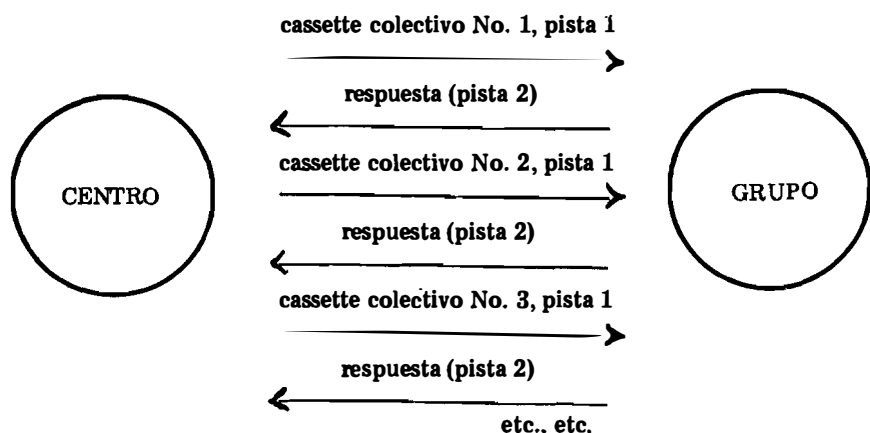 cassette colectivo No. 1, pista 1
respuesta (pista 2)
cassette colectivo No. 2, pista 1
CENTRO
GRUPO
respuesta (pista 2)
cassette colectivo No. 3, pista 1
respuesta (pista 2)
etc., etc.